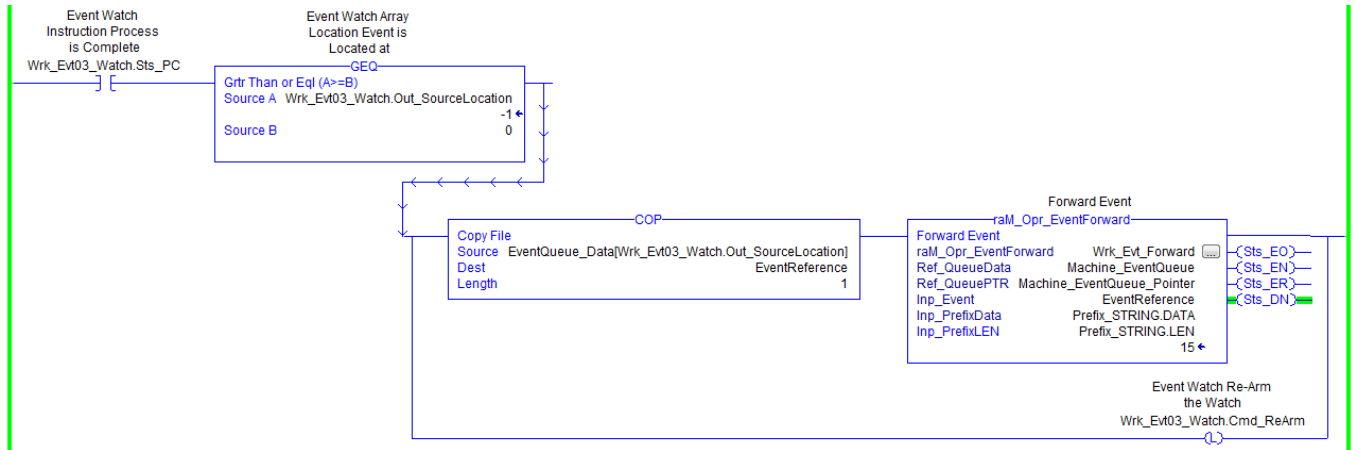 Event Watch
Instruction Process
is Complete
Wrk_Evt03_Watch.Sts_PC
Event Watch Array
Location Event is
Located at
GEQ
Grtr Than or Eql (A>=B)
Source A Wrk_Evt03_Watch.Out_SourceLocation
-1
Source B 0
COP
Copy File
Source EventQueue_Data[Wrk_Evt03_Watch.Out_SourceLocation]
Dest EventReference
Length 1
Forward Event
raM_Opr_EventForward
Forward Event
raM_Opr_EventForward Wrk_Evt_Forward ... (Sts_EO)
Ref_QueueData Machine_EventQueue (Sts_EN)
Ref_QueuePTR Machine_EventQueue_Pointer (Sts_ER)
Inp_Event EventReference (Sts_DN)
Inp_PrefixData Prefix_STRING.DATA
Inp_PrefixLEN Prefix_STRING.LEN
15
Event Watch Re-Arm
the Watch
Wrk_Evt03_Watch.Cmd_ReArm
(L)